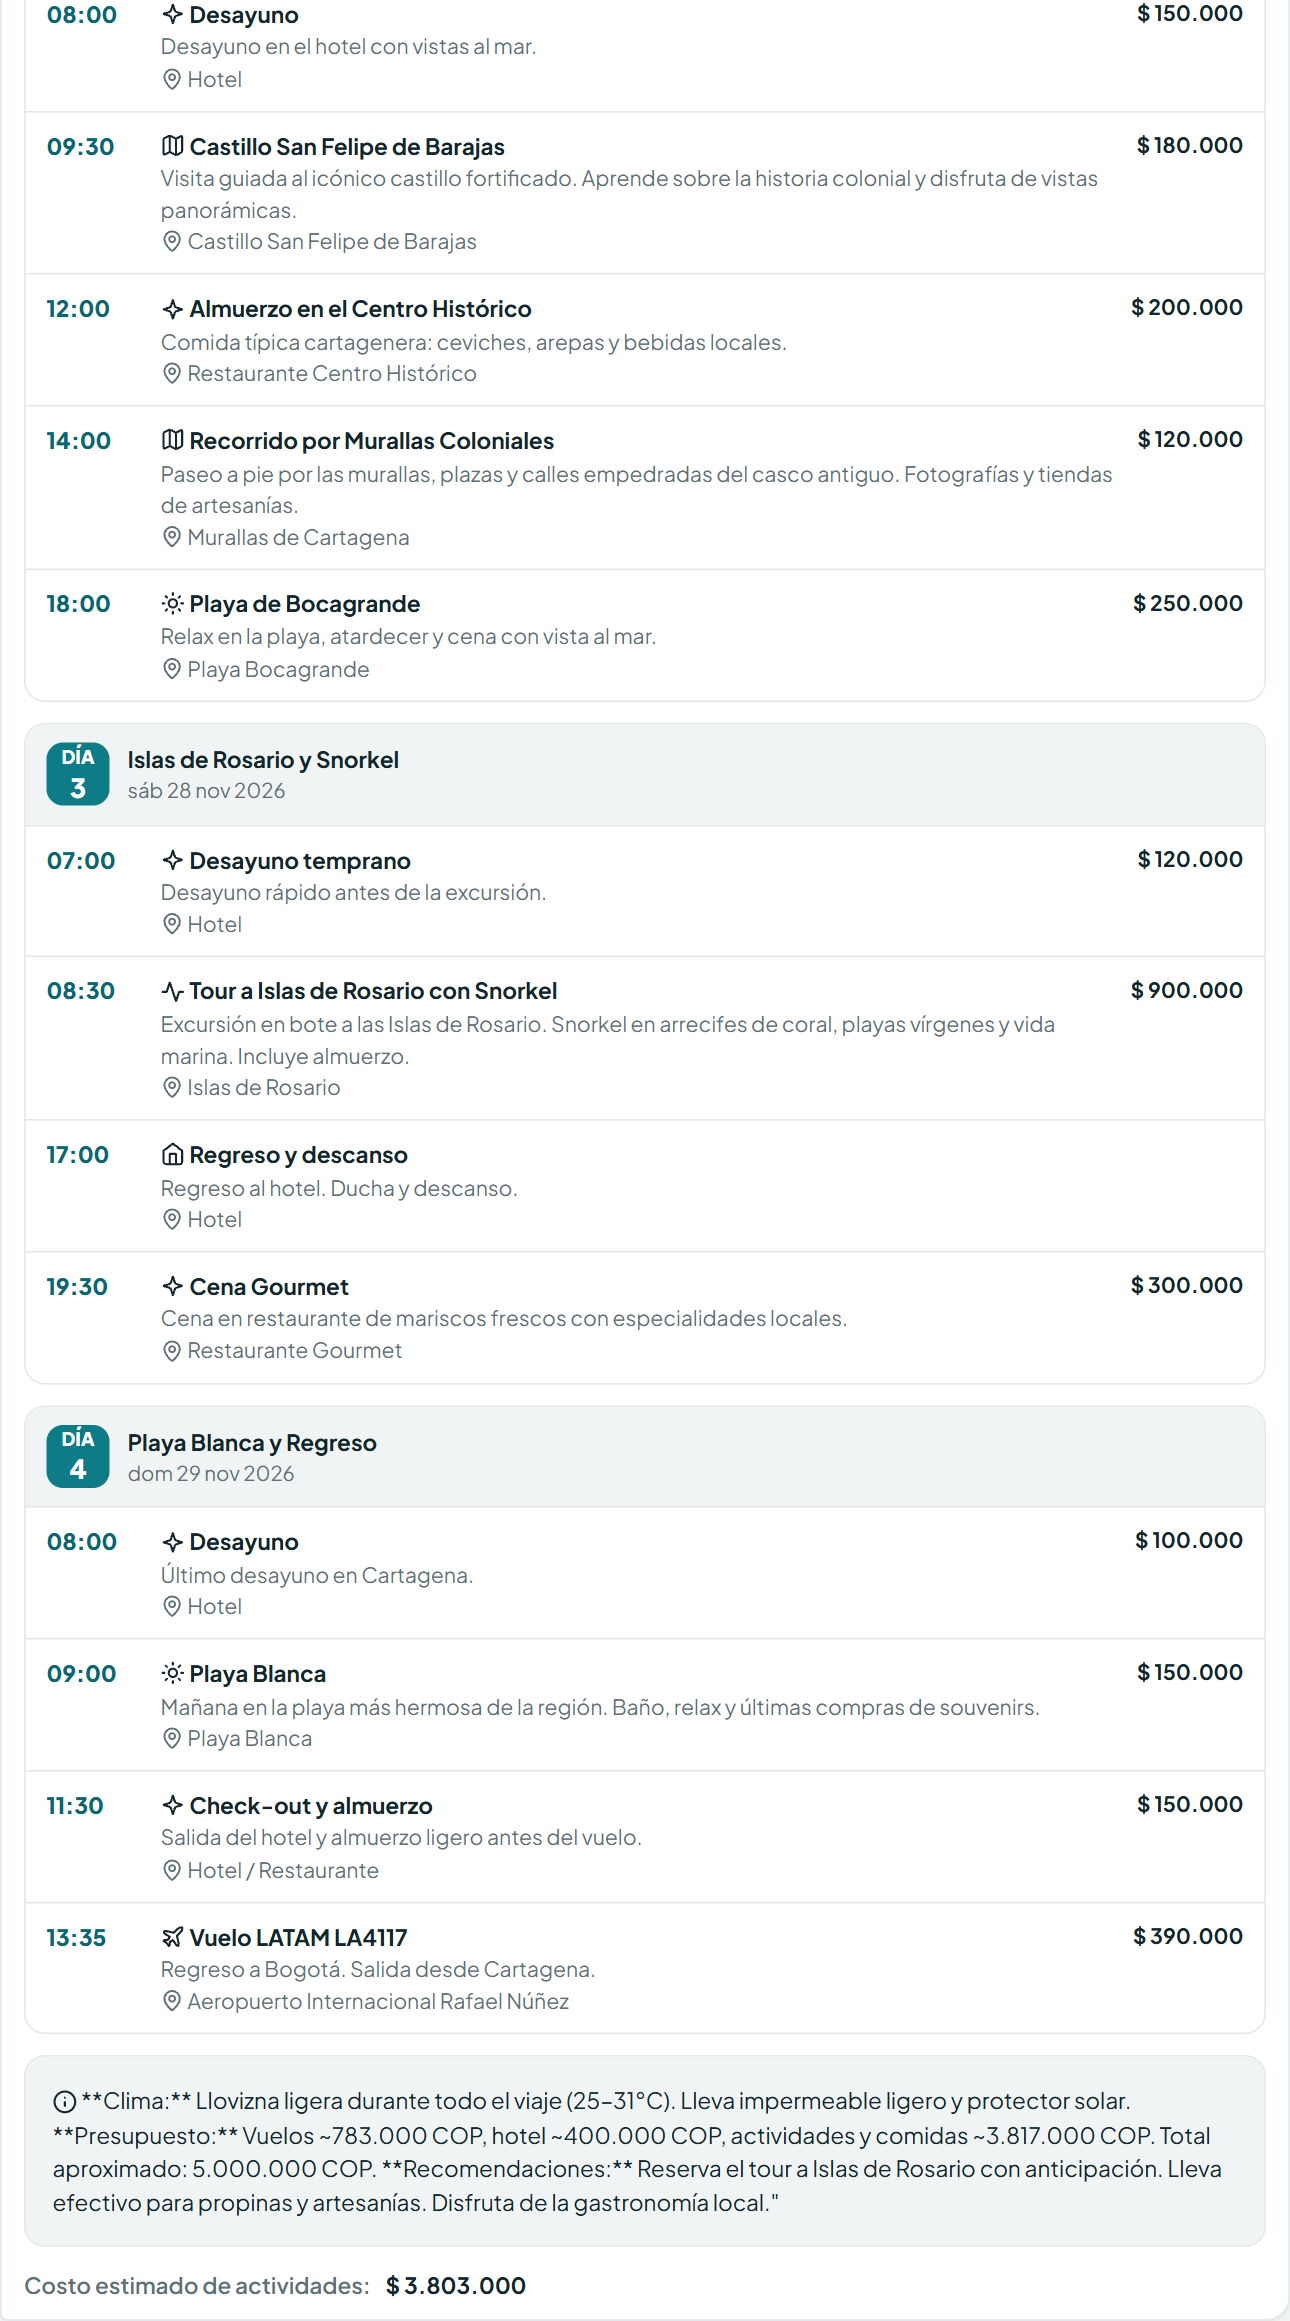 08:00 Desayuno $ 150.000
Desayuno en el hotel con vistas al mar.
Hotel
09:30 Castillo San Felipe de Barajas $ 180.000
Visita guiada al icónico castillo fortificado. Aprende sobre la historia colonial y disfruta de vistas
panorámicas.
Castillo San Felipe de Barajas
12:00 Almuerzo en el Centro Histórico $ 200.000
Comida típica cartagenera: ceviches, arepas y bebidas locales.
Restaurante Centro Histórico
14:00 Recorrido por Murallas Coloniales $ 120.000
Paseo a pie por las murallas, plazas y calles empedradas del casco antiguo. Fotografías y tiendas
de artesanías.
Murallas de Cartagena
18:00 Playa de Bocagrande $ 250.000
Relax en la playa, atardecer y cena con vista al mar.
Playa Bocagrande
DÍA
3
Islas de Rosario y Snorkel
sáb 28 nov 2026
07:00 Desayuno temprano $ 120.000
Desayuno rápido antes de la excursión.
Hotel
08:30 Tour a Islas de Rosario con Snorkel $ 900.000
Excursión en bote a las Islas de Rosario. Snorkel en arrecifes de coral, playas vírgenes y vida
marina. Incluye almuerzo.
Islas de Rosario
17:00 Regreso y descanso
Regreso al hotel. Ducha y descanso.
Hotel
19:30 Cena Gourmet $ 300.000
Cena en restaurante de mariscos frescos con especialidades locales.
Restaurante Gourmet
DÍA
4
Playa Blanca y Regreso
dom 29 nov 2026
08:00 Desayuno $ 100.000
Último desayuno en Cartagena.
Hotel
09:00 Playa Blanca $ 150.000
Mañana en la playa más hermosa de la región. Baño, relax y últimas compras de souvenirs.
Playa Blanca
11:30 Check-out y almuerzo $ 150.000
Salida del hotel y almuerzo ligero antes del vuelo.
Hotel / Restaurante
13:35 Vuelo LATAM LA4117 $ 390.000
Regreso a Bogotá. Salida desde Cartagena.
Aeropuerto Internacional Rafael Núñez
**Clima:** Llovizna ligera durante todo el viaje (25–31°C). Lleva impermeable ligero y protector solar.
**Presupuesto:** Vuelos ~783.000 COP, hotel ~400.000 COP, actividades y comidas ~3.817.000 COP. Total
aproximado: 5.000.000 COP. **Recomendaciones:** Reserva el tour a Islas de Rosario con anticipación. Lleva
efectivo para propinas y artesanías. Disfruta de la gastronomía local."
Costo estimado de actividades: $ 3.803.000